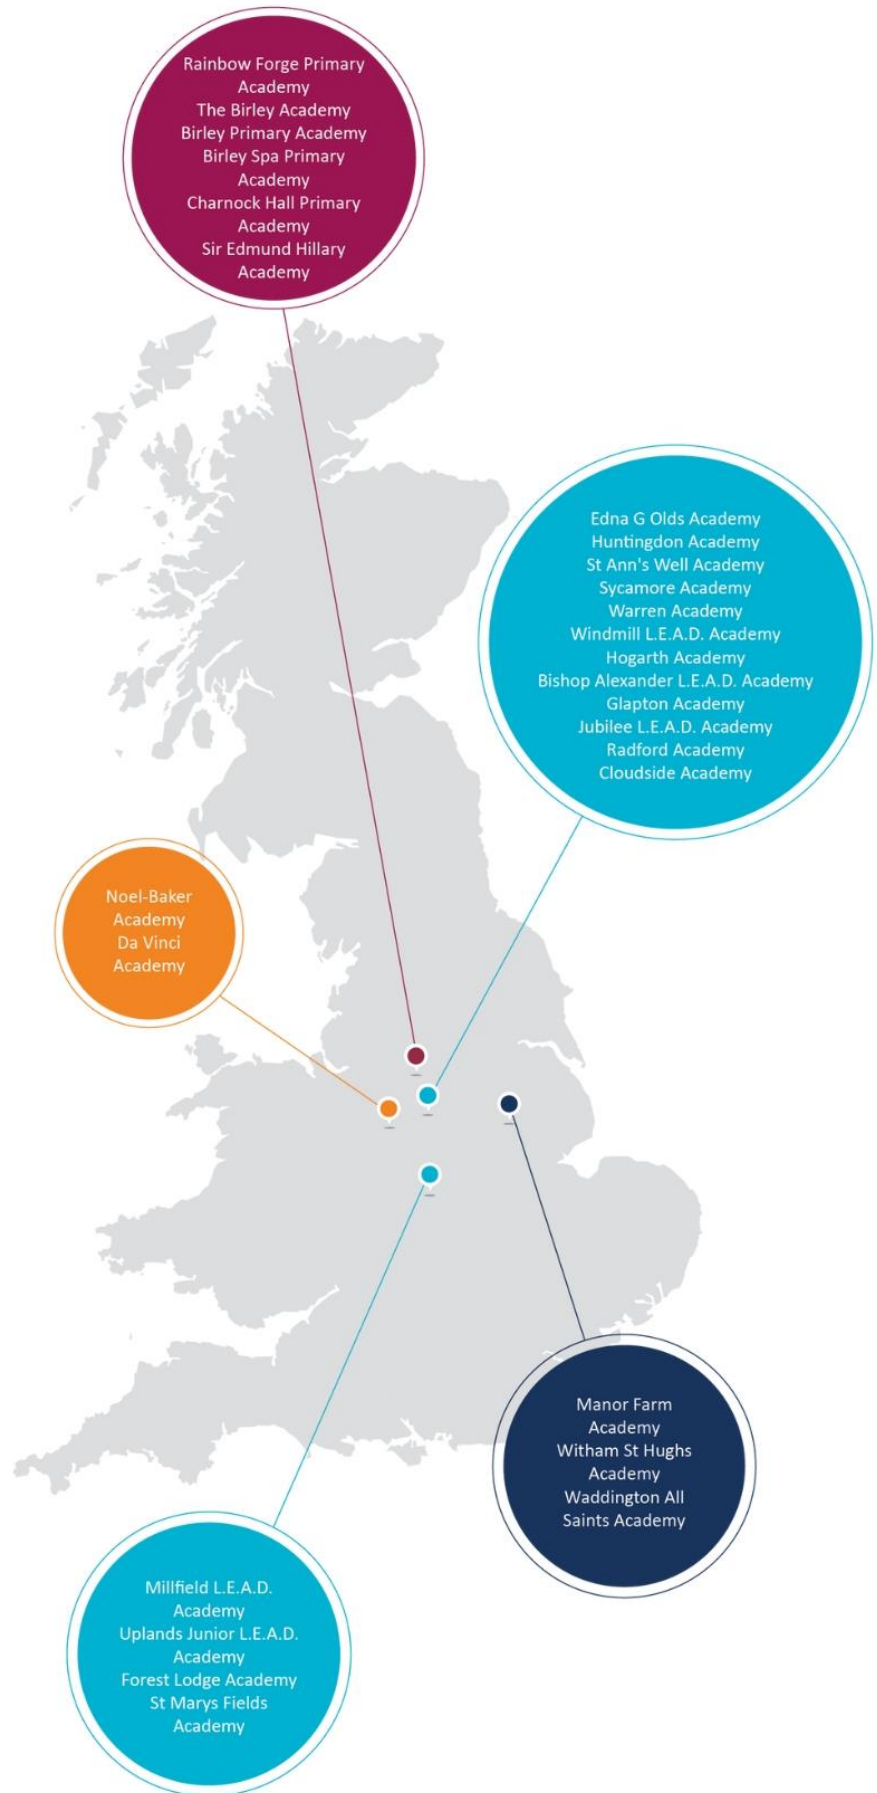 Rainbow Forge Primary
Academy
The Birley Academy
Birley Primary Academy
Birley Spa Primary
Academy
Charnock Hall Primary
Academy
Sir Edmund Hillary
Academy
Edna G Olds Academy
Huntingdon Academy
St Ann's Well Academy
Sycamore Academy
Warren Academy
Windmill L.E.A.D. Academy
Hogarth Academy
Bishop Alexander L.E.A.D. Academy
Glapton Academy
Jubilee L.E.A.D. Academy
Radford Academy
Cloudside Academy
Noel-Baker
Academy
Da Vinci
Academy
Manor Farm
Academy
Witham St Hughs
Academy
Waddington All
Saints Academy
Millfield L.E.A.D.
Academy
Uplands Junior L.E.A.D.
Academy
Forest Lodge Academy
St Marys Fields
Academy